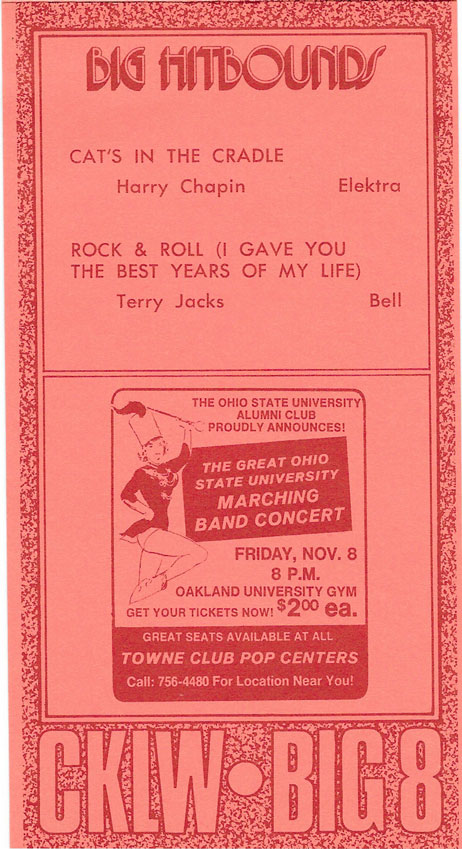 BIG HITBOUNDS
CAT'S IN THE CRADLE
Harry Chapin Elektra
ROCK & ROLL (I GAVE YOU
THE BEST YEARS OF MY LIFE)
Terry Jacks Bell
THE OHIO STATE UNIVERSITY
ALUMNI CLUB
PROUDLY ANNOUNCES!
THE GREAT OHIO
STATE UNIVERSITY
MARCHING
BAND CONCERT
FRIDAY, NOV. 8
8 P.M.
OAKLAND UNIVERSITY GYM
GET YOUR TICKETS NOW! $200 ea.
GREAT SEATS AVAILABLE AT ALL
TOWNE CLUB POP CENTERS
Call: 756-4480 For Location Near You!
CKLW•BIG 8